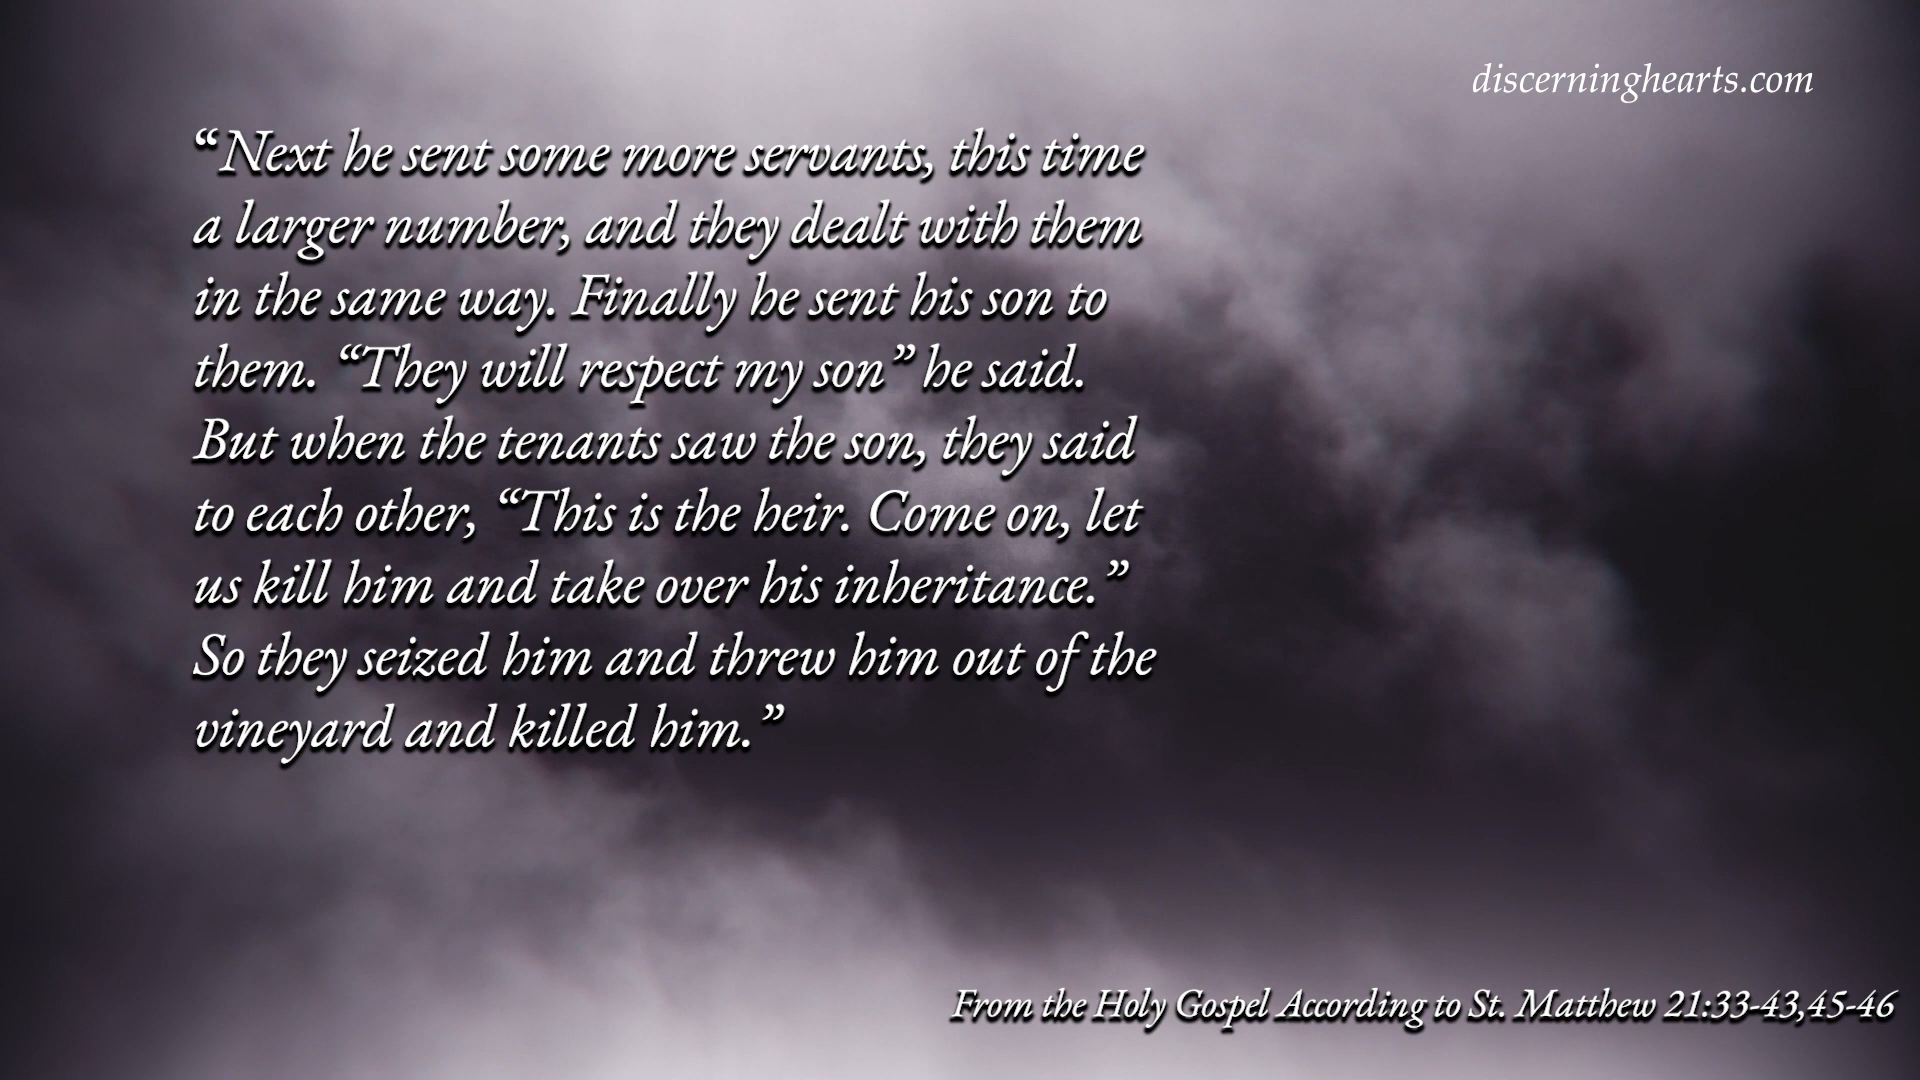 discerninghearts.com
“Next he sent some more servants, this time
a larger number, and they dealt with them
in the same way. Finally he sent his son to
them. “They will respect my son” he said.
But when the tenants saw the son, they said
to each other, “This is the heir. Come on, let
us kill him and take over his inheritance.”
So they seized him and threw him out of the
vineyard and killed him.”
From the Holy Gospel According to St. Matthew 21:33-43,45-46